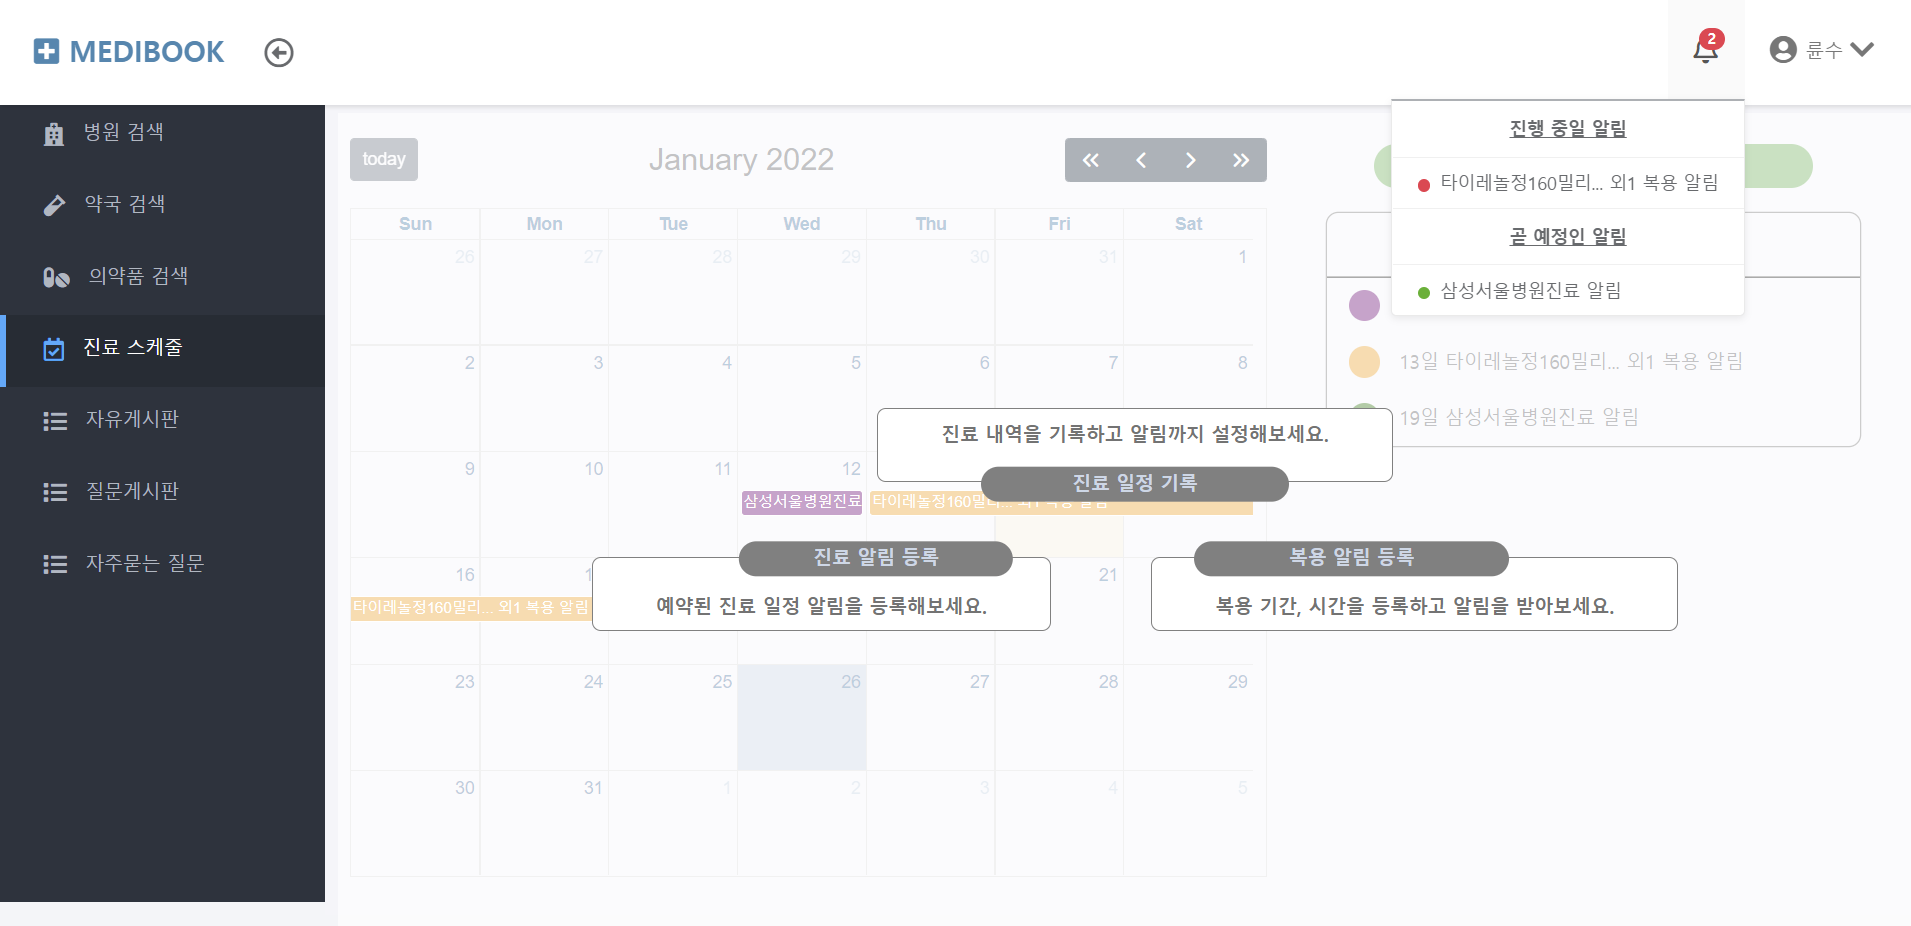 MEDIBOOK
2
륜수
병원 검색
약국 검색
의약품 검색
진료 스케줄
자유게시판
질문게시판
자주묻는 질문
진행 중일 알림
타이레놀정160밀리... 외1 복용 알림
곧 예정인 알림
삼성서울병원진료 알림
today
January 2022
Sun Mon Tue Wed Thu Fri Sat
26 27 28 29 30 31 1
2 3 4 5 6 7 8
9 10 11 12
삼성서울병원진료
타이레놀정160밀리... 외1 복용 알림
16 21
타이레놀정160밀리... 외1 복용 알림
23 24 25 26 27 28 29
30 31 1 2 3 4 5
13일 타이레놀정160밀리... 외1 복용 알림
19일 삼성서울병원진료 알림
진료 내역을 기록하고 알림까지 설정해보세요.
진료 일정 기록
진료 알림 등록
예약된 진료 일정 알림을 등록해보세요.
복용 알림 등록
복용 기간, 시간을 등록하고 알림을 받아보세요.